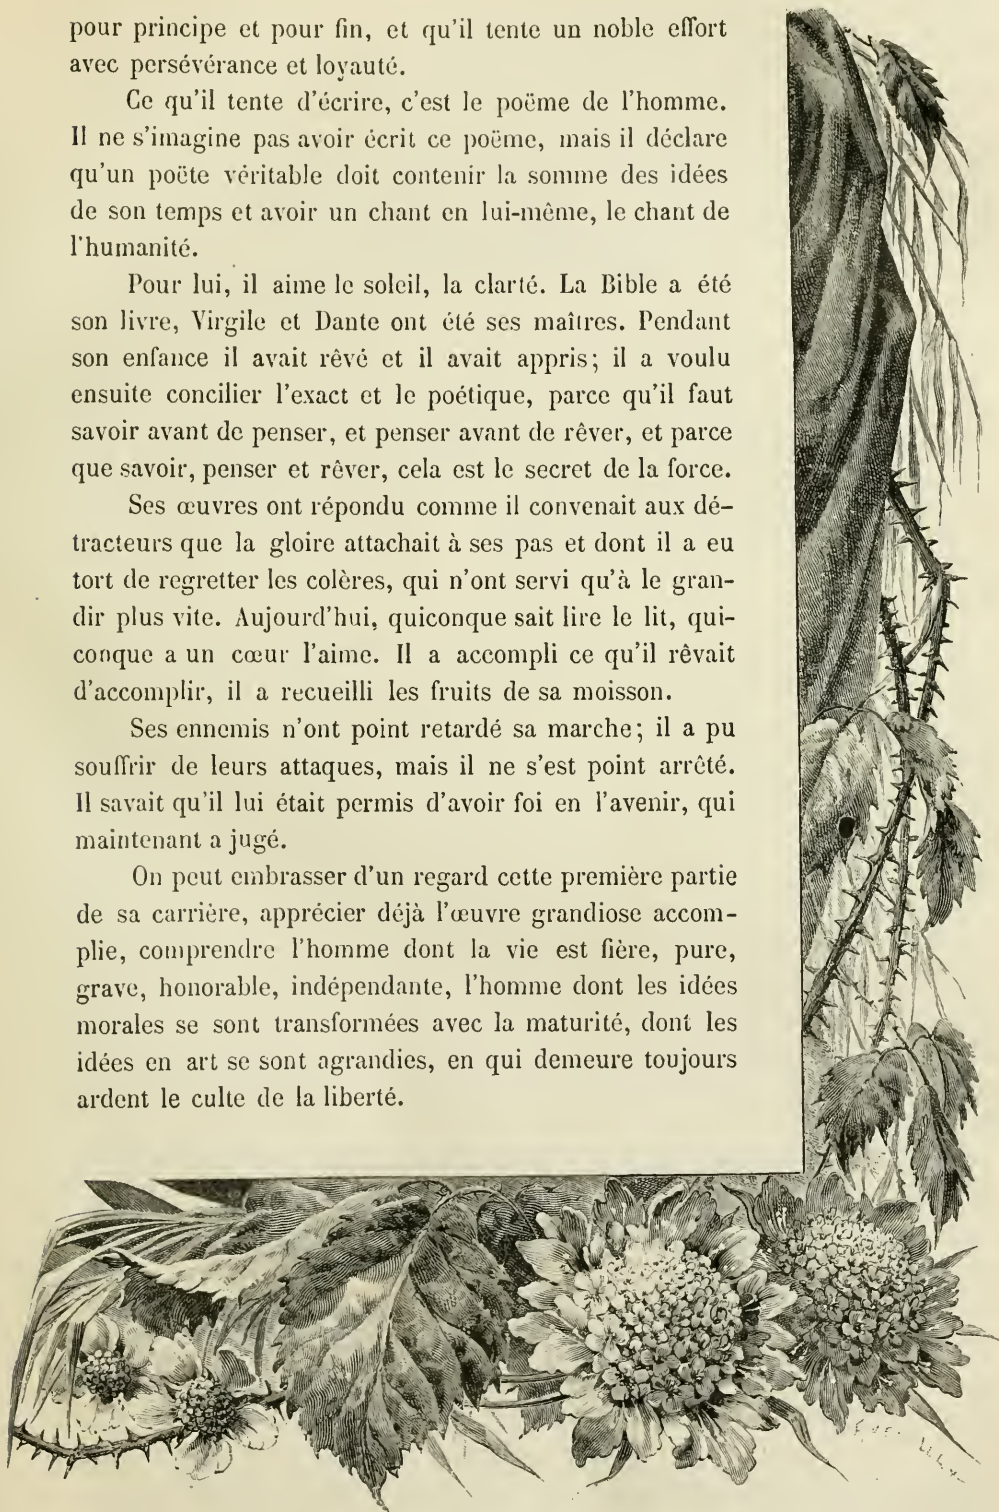 pour principe et pour fin, et qu'il tente un noble effort
avec persévérance et loyauté.
Ce qu'il tente d'écrire, c'est le poëme de l'homme.
Il ne s'imagine pas avoir écrit ce poëme, mais il déclare
qu'un poëte véritable doit contenir la somme des idées
de son temps et avoir un chant en lui-même, le chant de
l'humanité.
Pour lui, il aime le soleil, la clarté. La Bible a été
son livre, Virgile et Dante ont été ses maîtres. Pendant
son enfance il avait rêvé et il avait appris; il a voulu
ensuite concilier l'exact et le poétique, parce qu'il faut
savoir avant de penser, et penser avant de rêver, et parce
que savoir, penser et rêver, cela est le secret de la force.
Ses œuvres ont répondu comme il convenait aux dé-
tracteurs que la gloire attachait à ses pas et dont il a eu
tort de regretter les colères, qui n'ont servi qu'à le gran-
dir plus vite. Aujourd'hui, quiconque sait lire le lit, qui-
conque a un cœur l'aime. Il a accompli ce qu'il rêvait
d'accomplir, il a recueilli les fruits de sa moisson.
Ses ennemis n'ont point retardé sa marche; il a pu
souffrir de leurs attaques, mais il ne s'est point arrêté.
Il savait qu'il lui était permis d'avoir foi en l'avenir, qui
maintenant a jugé.
On peut embrasser d'un regard cette première partie
de sa carrière, apprécier déjà l'œuvre grandiose accom-
plie, comprendre l'homme dont la vie est fière, pure,
grave, honorable, indépendante, l'homme dont les idées
morales se sont transformées avec la maturité, dont les
idées en art se sont agrandies, en qui demeure toujours
ardent le culte de la liberté.